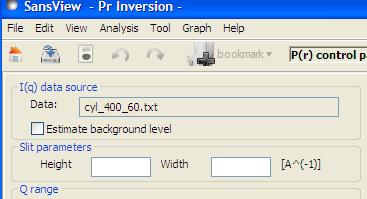 SansView - Pr Inversion -
File Edit View Analysis Tool Graph Help
bookmark P(r) control pa
I(q) data source
Data: cyl_400_60.txt
Estimate background level
Slit parameters
Height Width [A^(-1)]
Q range